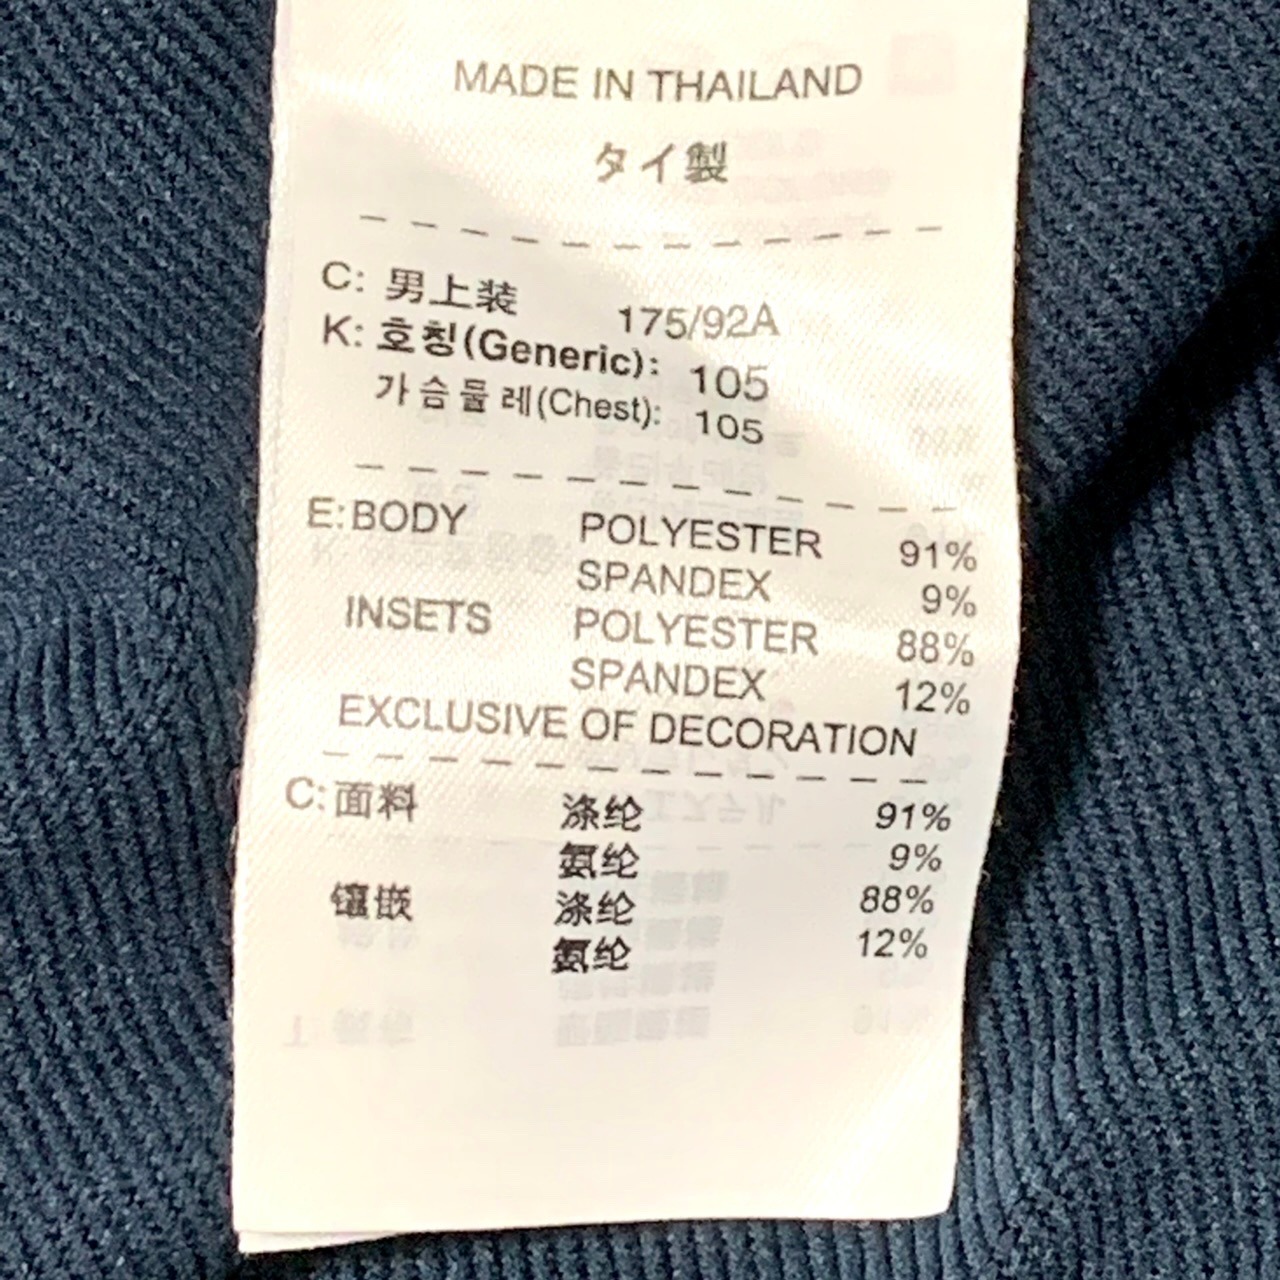 MADE IN THAILAND
タイ製
C: 男上装 175/92A
K: 호칭(Generic): 105
가슴둘레(Chest): 105
E: BODY POLYESTER 91%
SPANDEX 9%
INSETS POLYESTER 88%
SPANDEX 12%
EXCLUSIVE OF DECORATION
C: 面料 涤纶 91%
氨纶 9%
镶嵌 涤纶 88%
氨纶 12%